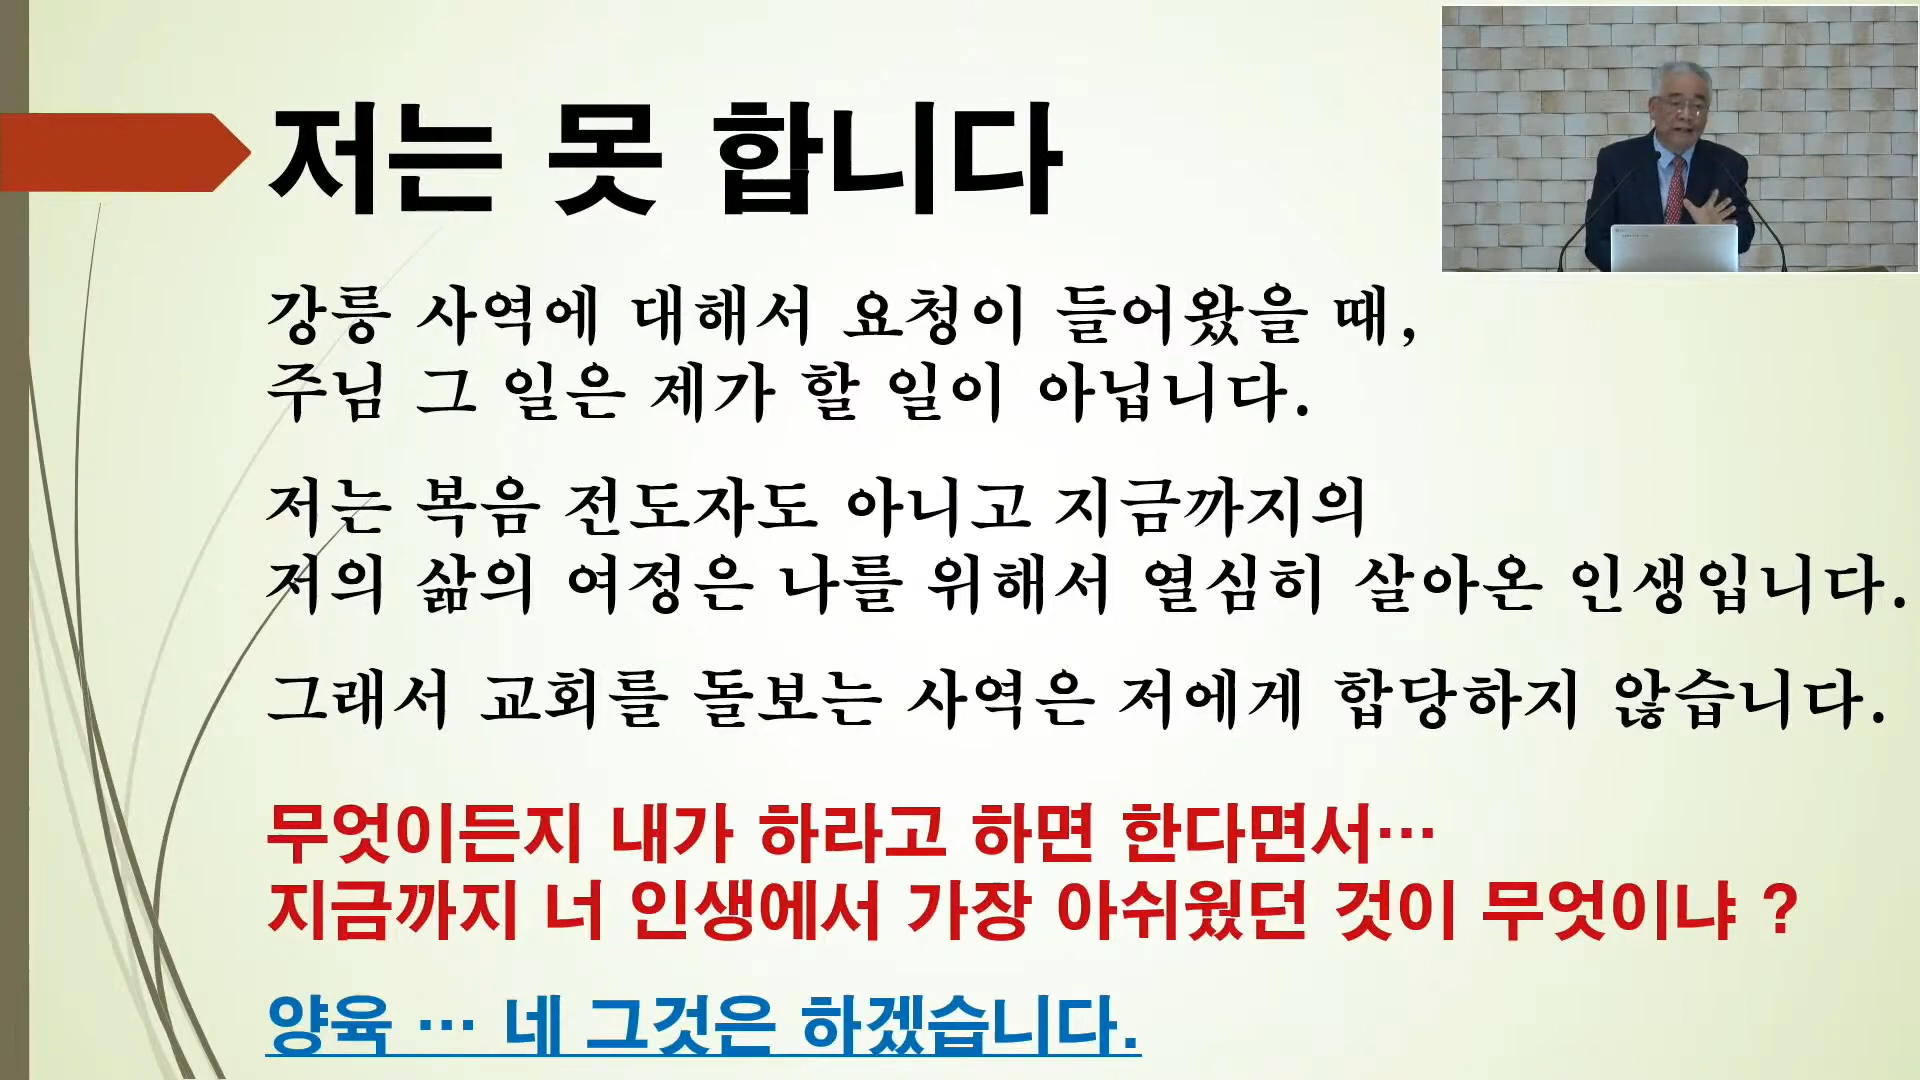 저는 못 합니다
강릉 사역에 대해서 요청이 들어왔을 때,
주님 그 일은 제가 할 일이 아닙니다.
저는 복음 전도자도 아니고 지금까지의
저의 삶의 여정은 나를 위해서 열심히 살아온 인생입니다.
그래서 교회를 돌보는 사역은 저에게 합당하지 않습니다.
무엇이든지 내가 하라고 하면 한다면서…
지금까지 너 인생에서 가장 아쉬웠던 것이 무엇이냐 ?
양육 … 네 그것은 하겠습니다.